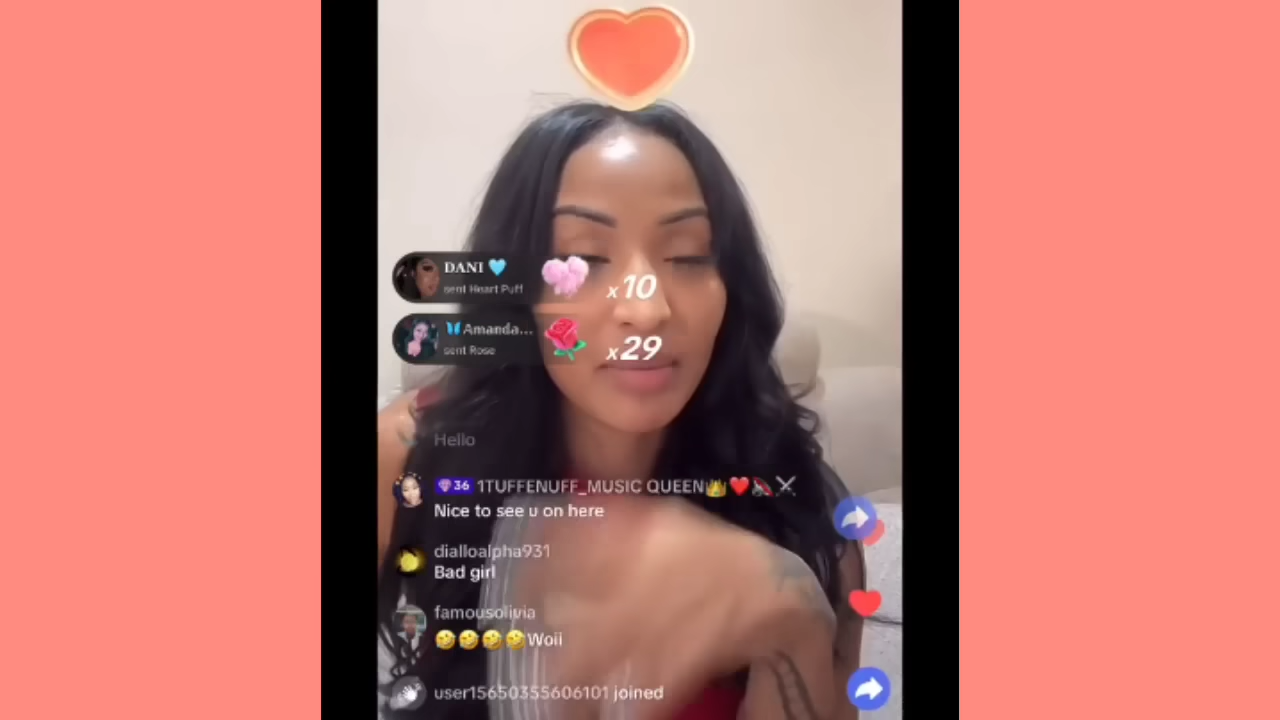 DANI 🩵
sent Heart Puff
x10
🦋Amanda...
sent Rose
x29
Hello
36 1TUFFENUFF_MUSIC QUEEN👑❤️🔊⚔
Nice to see u on here
dialloalpha931
Bad girl
famousolivia
🤣🤣🤣🤣Woii
user15650355606101 joined